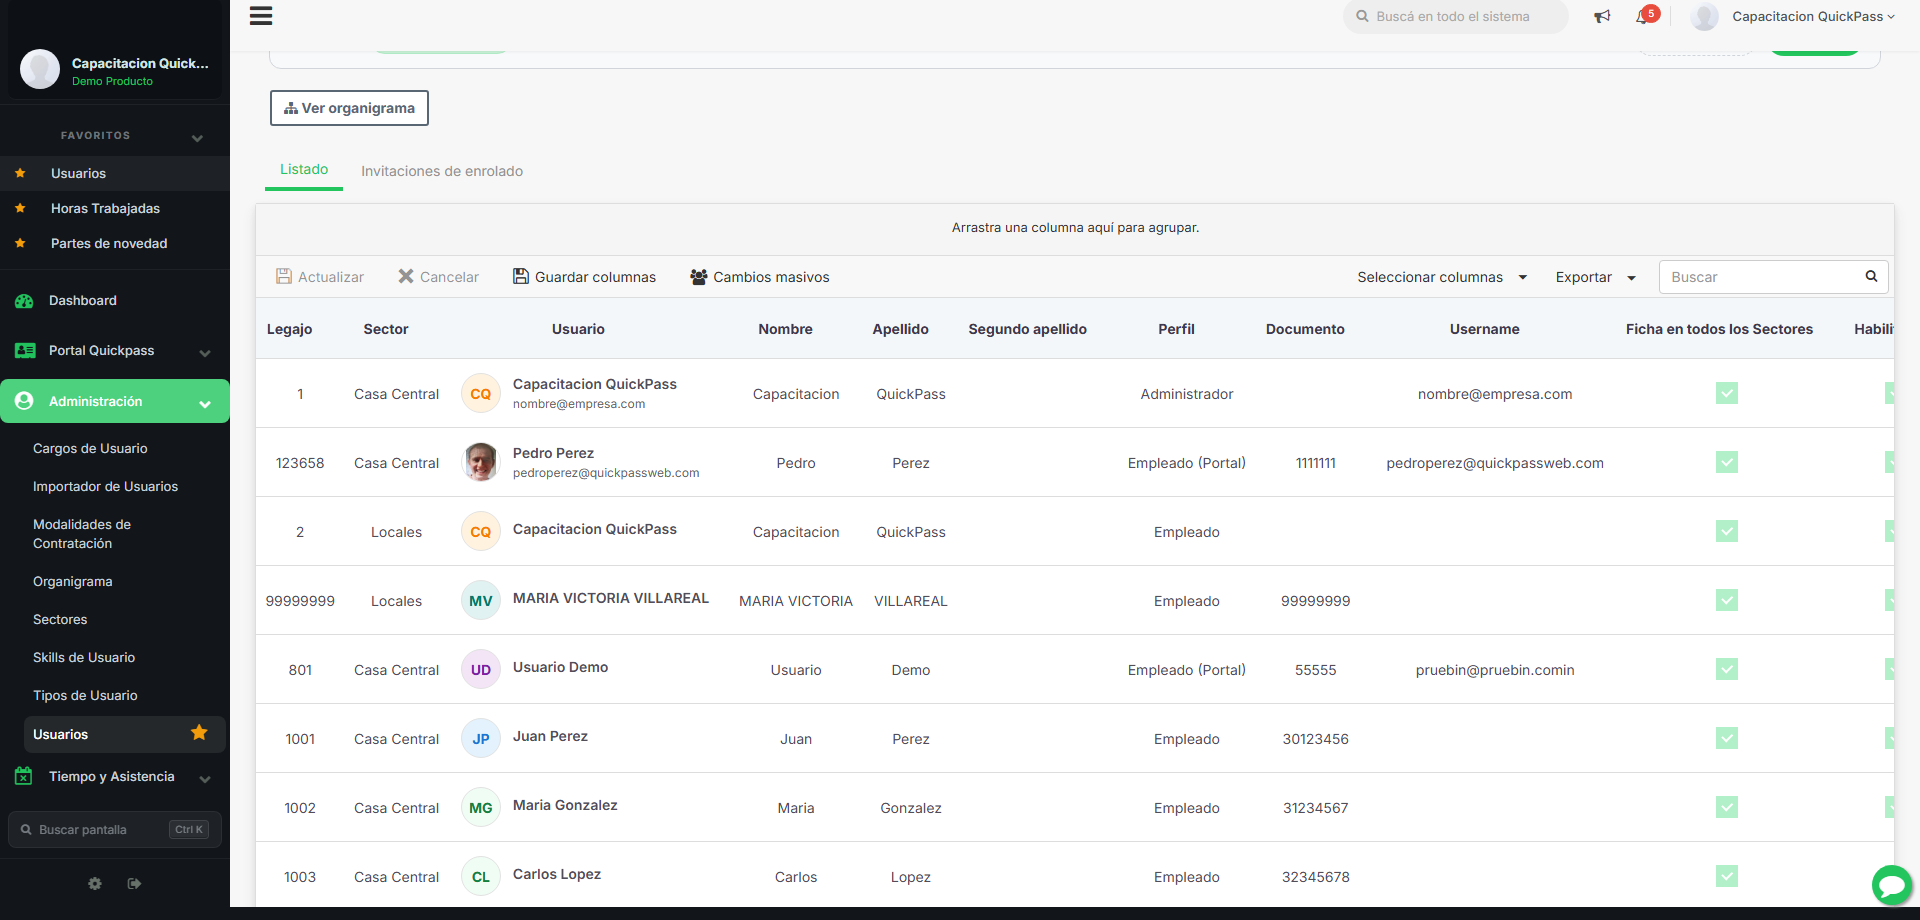 Capacitacion Quick...
Demo Producto
FAVORITOS
Usuarios
Horas Trabajadas
Partes de novedad
Dashboard
Portal Quickpass
Administración
Cargos de Usuario
Importador de Usuarios
Modalidades de
Contratación
Organigrama
Sectores
Skills de Usuario
Tipos de Usuario
Usuarios
Tiempo y Asistencia
Buscar pantalla Ctrl K
Buscá en todo el sistema 5 Capacitacion QuickPass
Ver organigrama
Listado Invitaciones de enrolado
Arrastra una columna aquí para agrupar.
Actualizar Cancelar Guardar columnas Cambios masivos Seleccionar columnas Exportar Buscar
Legajo Sector Usuario Nombre Apellido Segundo apellido Perfil Documento Username Ficha en todos los Sectores Habili
1 Casa Central CQ Capacitacion QuickPass Capacitacion QuickPass Administrador nombre@empresa.com
nombre@empresa.com
123658 Casa Central Pedro Perez Pedro Perez Empleado (Portal) 1111111 pedroperez@quickpassweb.com
pedroperez@quickpassweb.com
2 Locales CQ Capacitacion QuickPass Capacitacion QuickPass Empleado
99999999 Locales MV MARIA VICTORIA VILLAREAL MARIA VICTORIA VILLAREAL Empleado 99999999
801 Casa Central UD Usuario Demo Usuario Demo Empleado (Portal) 55555 pruebin@pruebin.comin
1001 Casa Central JP Juan Perez Juan Perez Empleado 30123456
1002 Casa Central MG Maria Gonzalez Maria Gonzalez Empleado 31234567
1003 Casa Central CL Carlos Lopez Carlos Lopez Empleado 32345678